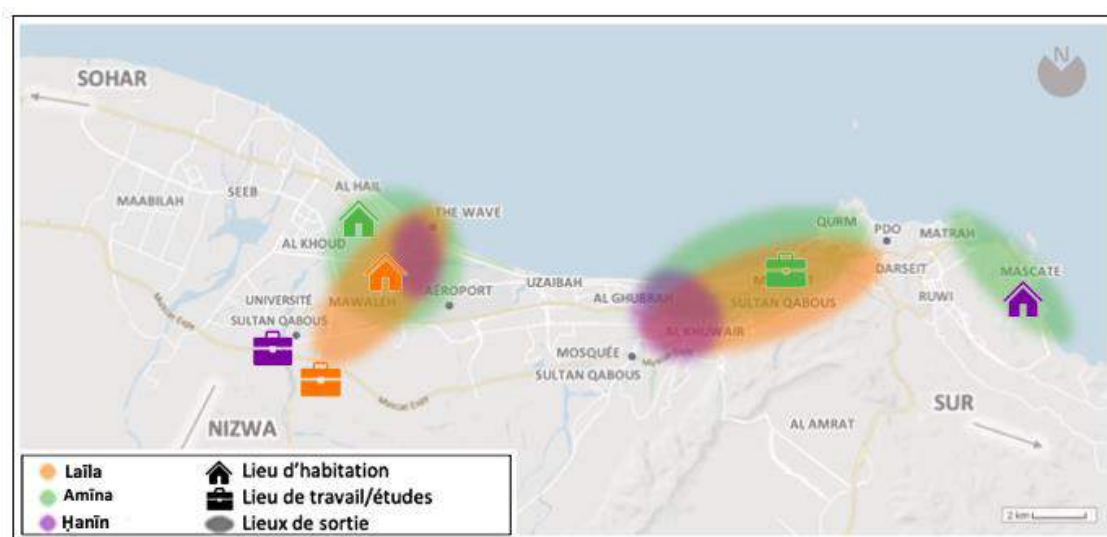 N
SOHAR
AL HAIL
SEEB
MAABILAH
THE WAVE
QURM
PDO
MATRAH
AL KHOUD
DARSEIT
MASCATE
UZAIBAH
UNIVERSITÉ
SULTAN QABOUS
MAWALEH
AÉROPORT
AL GHUBRAH
SULTAN QABOUS
RUWI
AL KHUWAIR
MOSQUÉE
SULTAN QABOUS
Muscat Expy
Muscat Expy
NIZWA
SUR
AL AMRAT
Laïla
Amīna
Ḥanīn
Lieu d'habitation
Lieu de travail/études
Lieux de sortie
2 km